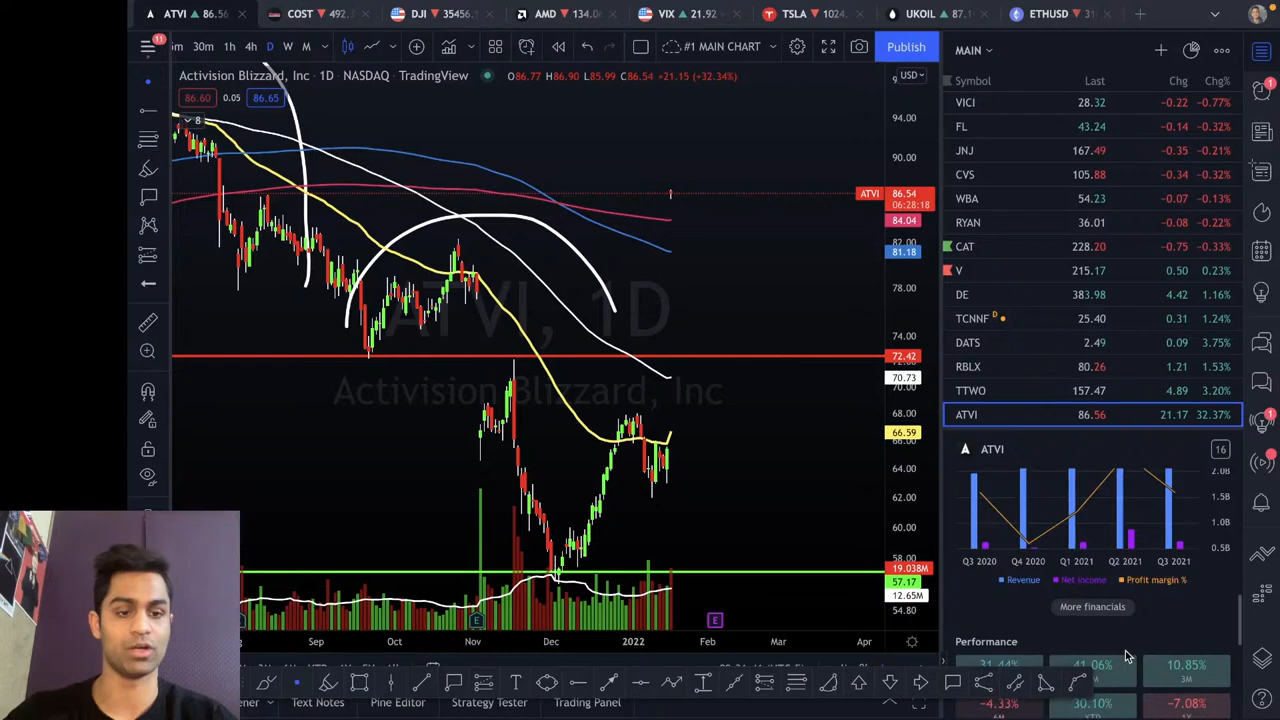 ATVI ▲ 86.56
COST ▼ 492.
DJI ▼ 35456.
AMD ▼ 134.
VIX ▲ 21.92
TSLA ▼ 1024.
UKOIL ▲ 87.
ETHUSD ▼
11
30m 1h 4h D W M
#1 MAIN CHART
Publish
Activision Blizzard, Inc · 1D · NASDAQ · TradingView
O86.77 H86.90 L85.99 C86.54 +21.15 (+32.34%)
86.60 0.05 86.65
8
USD
94.00
90.00
ATVI 86.54
06:28:18
84.04
82.00
81.18
78.00
74.00
72.42
70.73
70.00
68.00
66.59
66.00
64.00
62.00
60.00
58.00
19.038M
57.17
12.65M
54.80
ATVI, 1D
Activision Blizzard, Inc
E
E
Sep Oct Nov Dec 2022 Feb Mar Apr
Text Notes Pine Editor Strategy Tester Trading Panel
MAIN
Symbol Last Chg Chg%
VICI 28.32 −0.22 −0.77%
FL 43.24 −0.14 −0.32%
JNJ 167.49 −0.35 −0.21%
CVS 105.88 −0.34 −0.32%
WBA 54.23 −0.07 −0.13%
RYAN 36.01 −0.08 −0.22%
CAT 228.20 −0.75 −0.33%
V 215.17 0.50 0.23%
DE 383.98 4.42 1.16%
TCNNF D 25.40 0.31 1.24%
DATS 2.49 0.09 3.75%
RBLX 80.26 1.21 1.53%
TTWO 157.47 4.89 3.20%
ATVI 86.56 21.17 32.37%
ATVI
16
2.0B
1.5B
1.0B
0.5B
Q3 2020 Q4 2020 Q1 2021 Q2 2021 Q3 2021
Revenue Net income Profit margin %
More financials
Performance
31.44% 41.06% 10.85%
3M
−4.33% 30.10% −7.08%
1
1